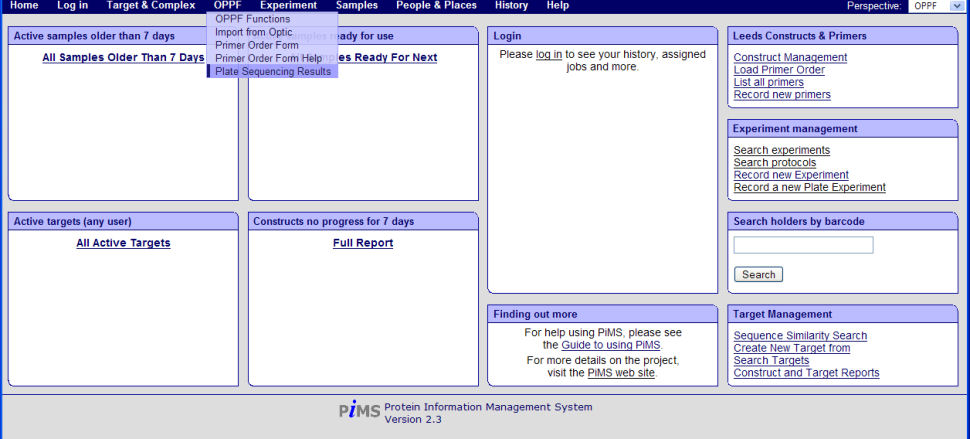 Home Log in Target & Complex OPPF Experiment Samples People & Places History Help Perspective: OPPF
OPPF Functions
Import from Optic
Primer Order Form
Primer Order Form Help
Plate Sequencing Results
Active samples older than 7 days
All Samples Older Than 7 Days
ready for use
es Ready For Next
Login
Please log in to see your history, assigned
jobs and more.
Leeds Constructs & Primers
Construct Management
Load Primer Order
List all primers
Record new primers
Experiment management
Search experiments
Search protocols
Record new Experiment
Record a new Plate Experiment
Active targets (any user)
All Active Targets
Constructs no progress for 7 days
Full Report
Search holders by barcode
Search
Finding out more
For help using PiMS, please see
the Guide to using PiMS.
For more details on the project,
visit the PiMS web site.
Target Management
Sequence Similarity Search
Create New Target from
Search Targets
Construct and Target Reports
PiMS Protein Information Management System
Version 2.3